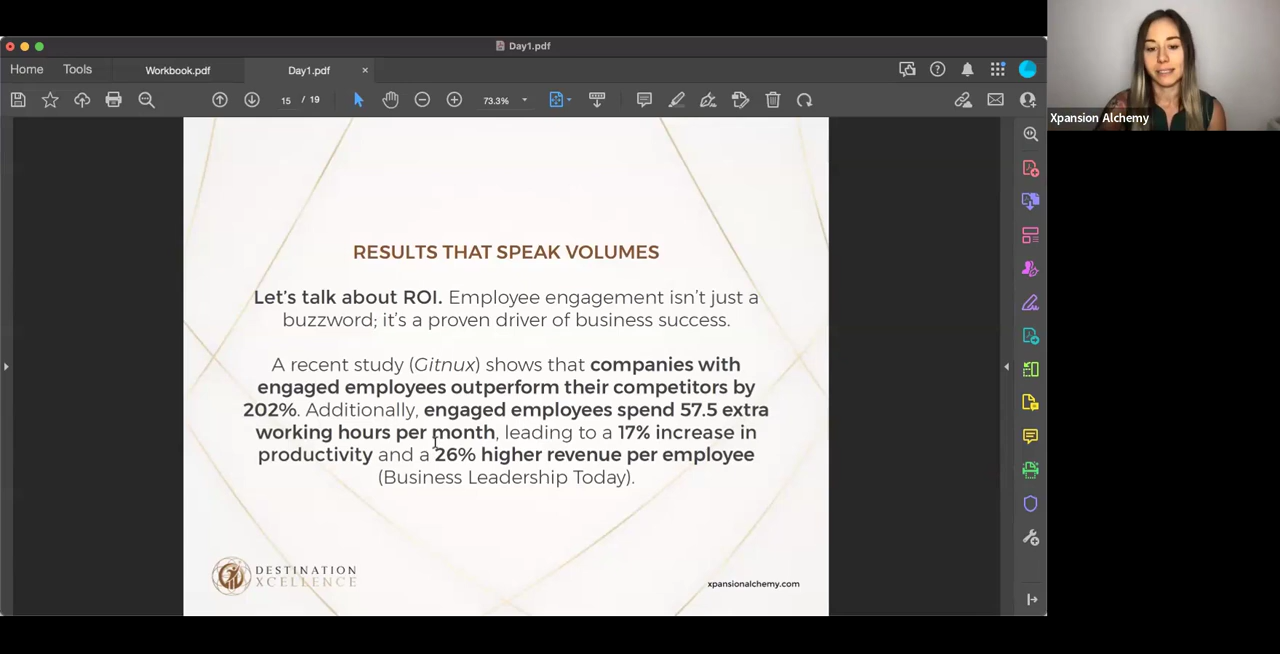 Day1.pdf
Home
Tools
Workbook.pdf
Day1.pdf
×
15 / 19
73.3%
Xpansion Alchemy
RESULTS THAT SPEAK VOLUMES
Let's talk about ROI. Employee engagement isn't just a
buzzword; it's a proven driver of business success.
A recent study (Gitnux) shows that companies with
engaged employees outperform their competitors by
202%. Additionally, engaged employees spend 57.5 extra
working hours per month, leading to a 17% increase in
productivity and a 26% higher revenue per employee
(Business Leadership Today).
DESTINATION
XCELLENCE
xpansionalchemy.com